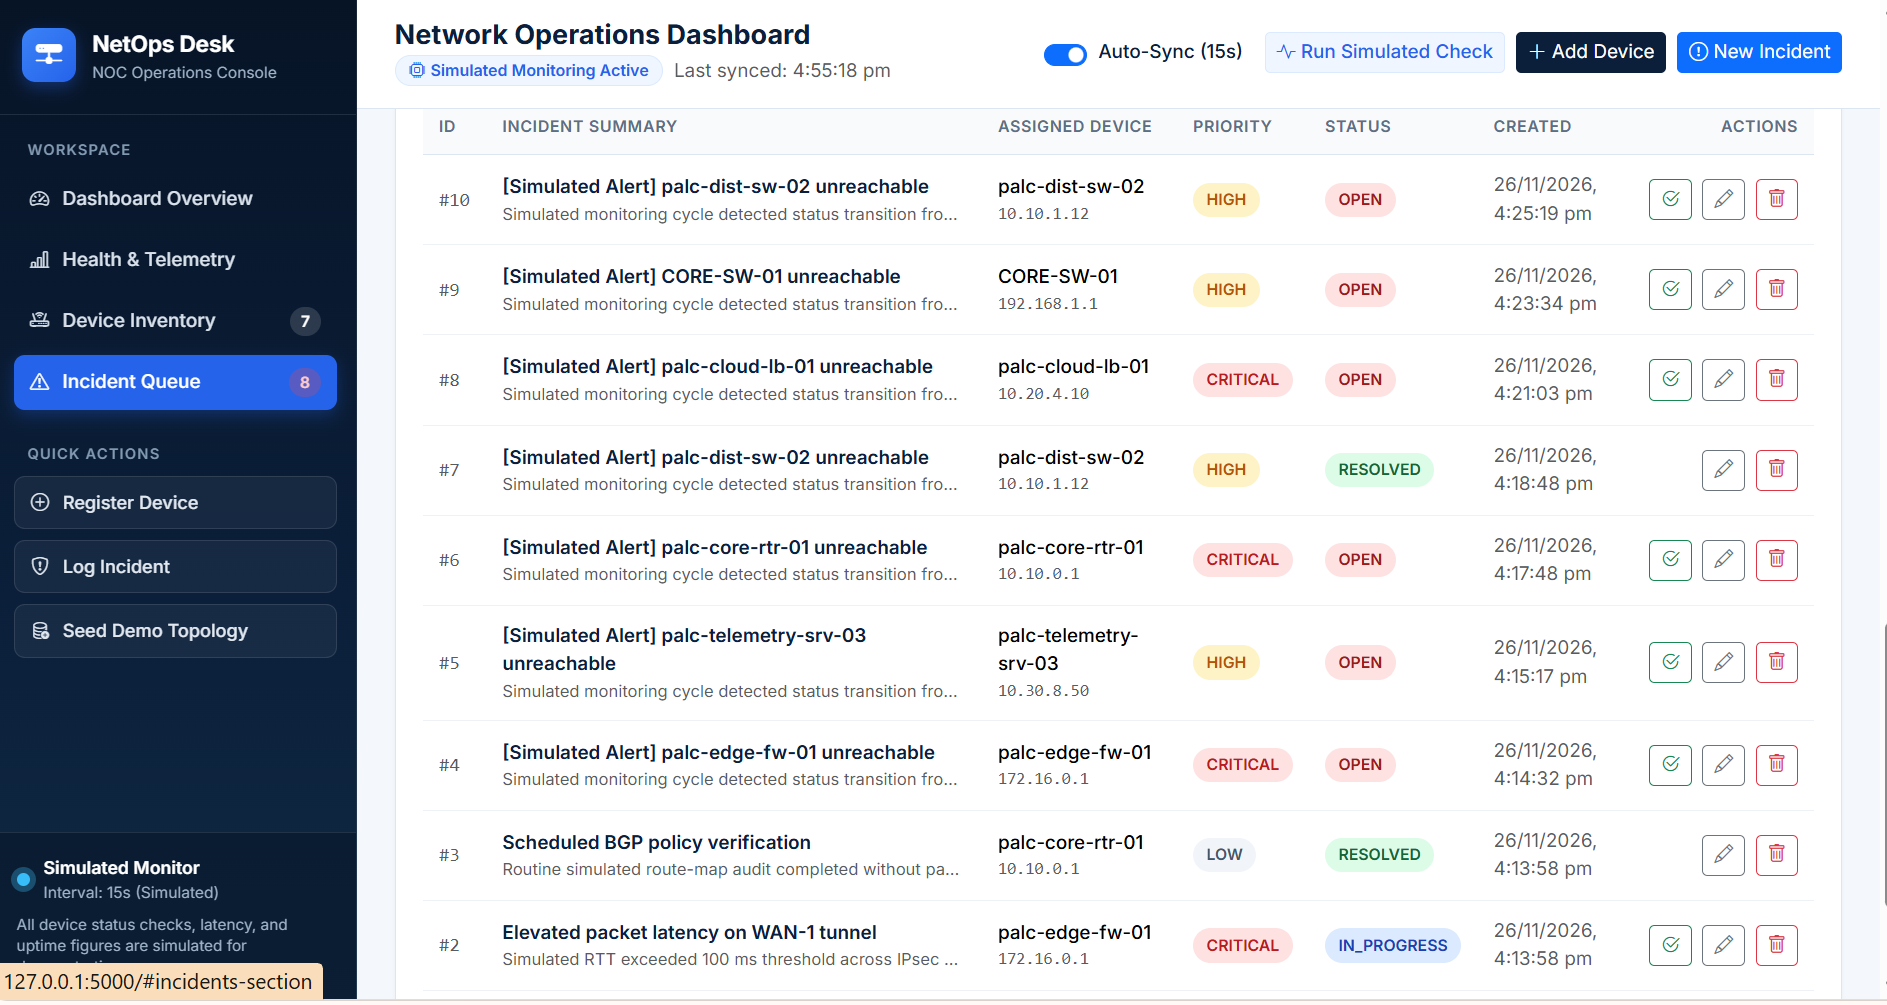 NetOps Desk
NOC Operations Console
WORKSPACE
Dashboard Overview
Health & Telemetry
Device Inventory 7
Incident Queue 8
QUICK ACTIONS
Register Device
Log Incident
Seed Demo Topology
Simulated Monitor
Interval: 15s (Simulated)
All device status checks, latency, and
uptime figures are simulated for
127.0.0.1:5000/#incidents-section
Network Operations Dashboard
Simulated Monitoring Active Last synced: 4:55:18 pm
Auto-Sync (15s) Run Simulated Check + Add Device New Incident
ID INCIDENT SUMMARY ASSIGNED DEVICE PRIORITY STATUS CREATED ACTIONS
#10 [Simulated Alert] palc-dist-sw-02 unreachable palc-dist-sw-02 HIGH OPEN 26/11/2026,
Simulated monitoring cycle detected status transition fro... 10.10.1.12 4:25:19 pm
#9 [Simulated Alert] CORE-SW-01 unreachable CORE-SW-01 HIGH OPEN 26/11/2026,
Simulated monitoring cycle detected status transition fro... 192.168.1.1 4:23:34 pm
#8 [Simulated Alert] palc-cloud-lb-01 unreachable palc-cloud-lb-01 CRITICAL OPEN 26/11/2026,
Simulated monitoring cycle detected status transition fro... 10.20.4.10 4:21:03 pm
#7 [Simulated Alert] palc-dist-sw-02 unreachable palc-dist-sw-02 HIGH RESOLVED 26/11/2026,
Simulated monitoring cycle detected status transition fro... 10.10.1.12 4:18:48 pm
#6 [Simulated Alert] palc-core-rtr-01 unreachable palc-core-rtr-01 CRITICAL OPEN 26/11/2026,
Simulated monitoring cycle detected status transition fro... 10.10.0.1 4:17:48 pm
#5 [Simulated Alert] palc-telemetry-srv-03 palc-telemetry- HIGH OPEN 26/11/2026,
unreachable srv-03 4:15:17 pm
Simulated monitoring cycle detected status transition fro... 10.30.8.50
#4 [Simulated Alert] palc-edge-fw-01 unreachable palc-edge-fw-01 CRITICAL OPEN 26/11/2026,
Simulated monitoring cycle detected status transition fro... 172.16.0.1 4:14:32 pm
#3 Scheduled BGP policy verification palc-core-rtr-01 LOW RESOLVED 26/11/2026,
Routine simulated route-map audit completed without pa... 10.10.0.1 4:13:58 pm
#2 Elevated packet latency on WAN-1 tunnel palc-edge-fw-01 CRITICAL IN_PROGRESS 26/11/2026,
Simulated RTT exceeded 100 ms threshold across IPsec ... 172.16.0.1 4:13:58 pm